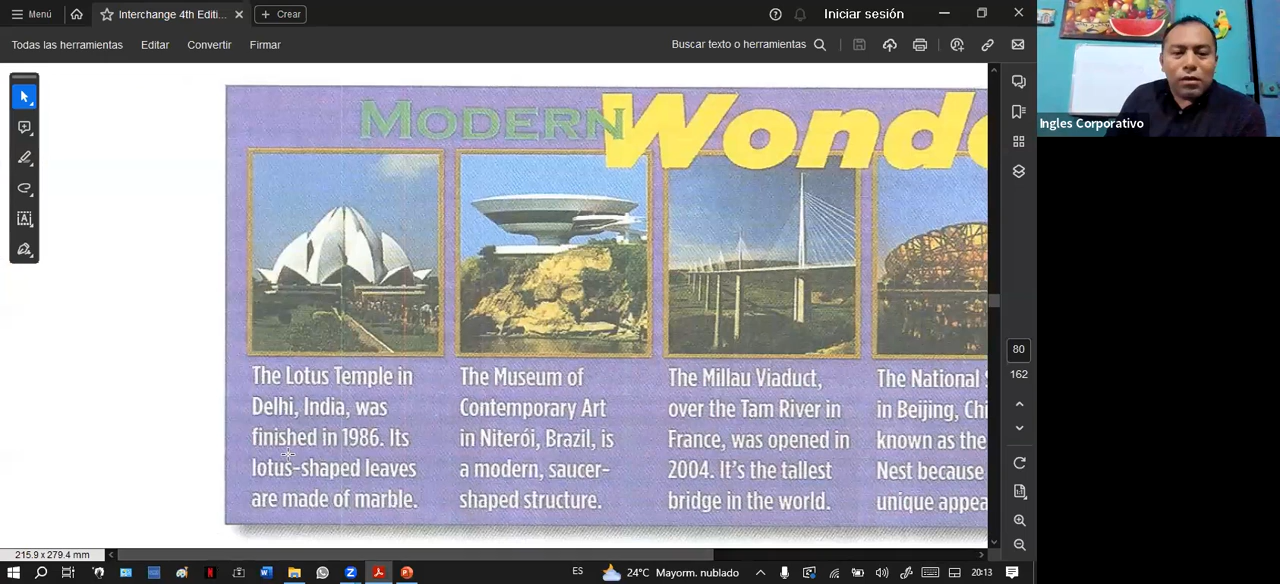 Menú
Interchange 4th Editi...
Crear
Iniciar sesión
Todas las herramientas
Editar
Convertir
Firmar
Buscar texto o herramientas
Ingles Corporativo
MODERN
The Lotus Temple in
Delhi, India, was
finished in 1986. Its
lotus-shaped leaves
are made of marble.
The Museum of
Contemporary Art
in Niterói, Brazil, is
a modern, saucer-
shaped structure.
The Millau Viaduct,
over the Tam River in
France, was opened in
2004. It's the tallest
bridge in the world.
The National
in Beijing,
known as the
Nest because
unique
80
162
215.9 x 279.4 mm
ES
24°C Mayorm. nublado
20:13